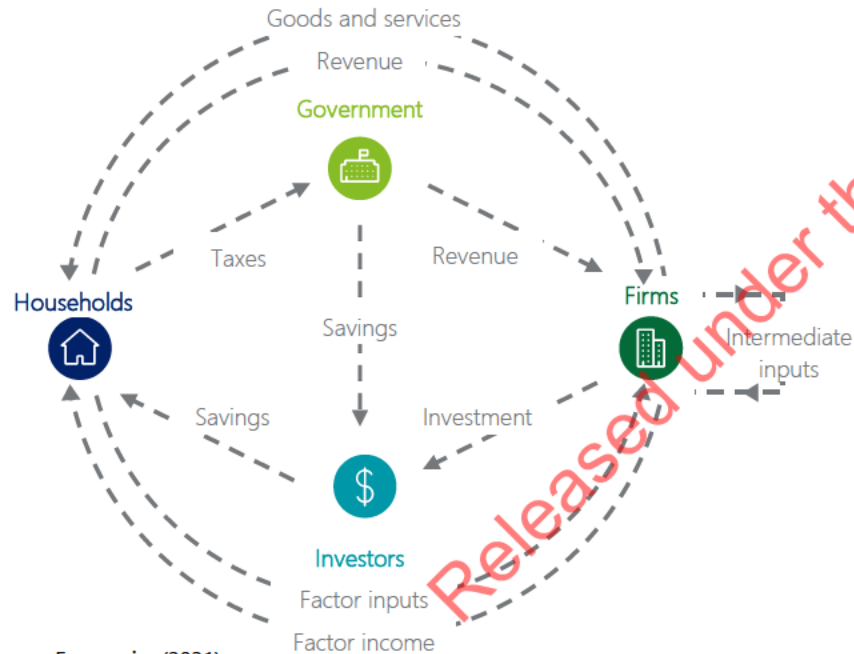 Goods and services
Revenue
Government
Taxes
Revenue
Households
Firms
Savings
Intermediate
inputs
Savings
Investment
$
Investors
Factor inputs
Factor income
Released under th
(2021)